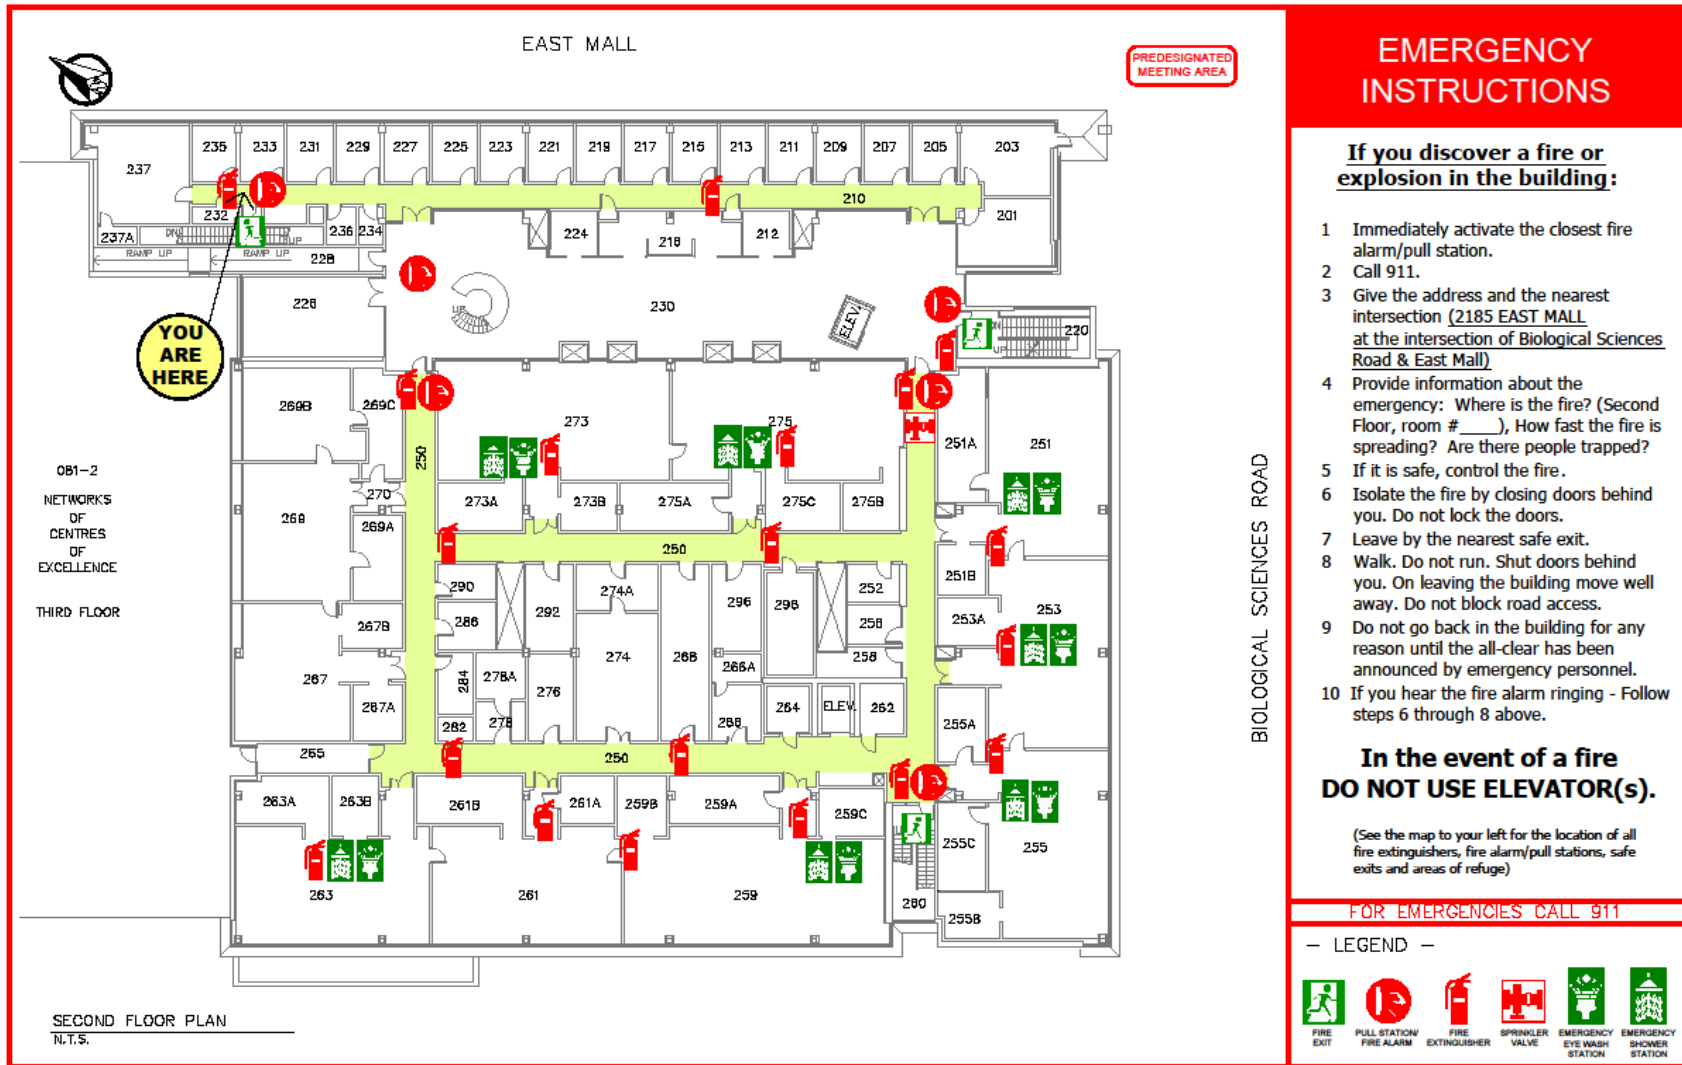 EAST MALL
PREDESIGNATED
MEETING AREA
237
235
233
231
229
227
225
223
221
219
217
215
213
211
209
207
205
203
210
232
201
237A
DN
UP
236
234
224
218
212
RAMP UP
RAMP UP
228
226
UP
230
ELEV.
DN
UP
220
YOU
ARE
HERE
269B
269C
250
273
275
251A
251
OB1-2
NETWORKS
OF
CENTRES
OF
EXCELLENCE
THIRD FLOOR
269
270
269A
273A
273B
275A
275C
275B
250
290
274A
292
296
298
252
251B
286
256
253A
253
267B
274
268
258
266A
267
284
278A
276
267A
282
278
266
264
ELEV.
262
255A
265
250
263A
263B
261B
261A
259B
259A
259C
255C
255
263
261
259
280
255B
BIOLOGICAL SCIENCES ROAD
SECOND FLOOR PLAN
N.T.S.
EMERGENCY
INSTRUCTIONS
If you discover a fire or
explosion in the building:
1 Immediately activate the closest fire
alarm/pull station.
2 Call 911.
3 Give the address and the nearest
intersection (2185 EAST MALL
at the intersection of Biological Sciences
Road & East Mall)
4 Provide information about the
emergency: Where is the fire? (Second
Floor, room #____), How fast the fire is
spreading? Are there people trapped?
5 If it is safe, control the fire.
6 Isolate the fire by closing doors behind
you. Do not lock the doors.
7 Leave by the nearest safe exit.
8 Walk. Do not run. Shut doors behind
you. On leaving the building move well
away. Do not block road access.
9 Do not go back in the building for any
reason until the all-clear has been
announced by emergency personnel.
10 If you hear the fire alarm ringing - Follow
steps 6 through 8 above.
In the event of a fire
DO NOT USE ELEVATOR(s).
(See the map to your left for the location of all
fire extinguishers, fire alarm/pull stations, safe
exits and areas of refuge)
FOR EMERGENCIES CALL 911
- LEGEND -
FIRE
EXIT
PULL STATION/
FIRE ALARM
FIRE
EXTINGUISHER
SPRINKLER
VALVE
EMERGENCY
EYE WASH
STATION
EMERGENCY
SHOWER
STATION